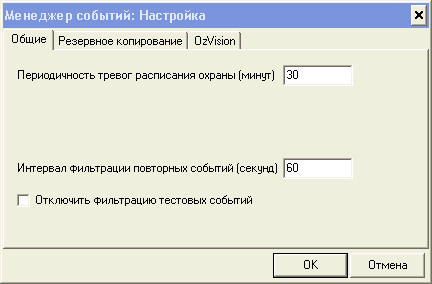 Менеджер событий: Настройка
Общие Резервное копирование OzVision
Периодичность тревог расписания охраны (минут) 30
Интервал фильтрации повторных событий (секунд) 60
Отключить фильтрацию тестовых событий
OK Отмена